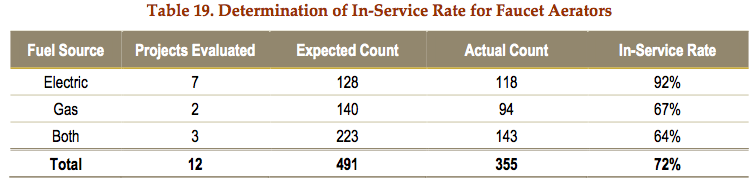 Table 19. Determination of In-Service Rate for Faucet Aerators
Fuel Source Projects Evaluated Expected Count Actual Count In-Service Rate
Electric 7 128 118 92%
Gas 2 140 94 67%
Both 3 223 143 64%
Total 12 491 355 72%